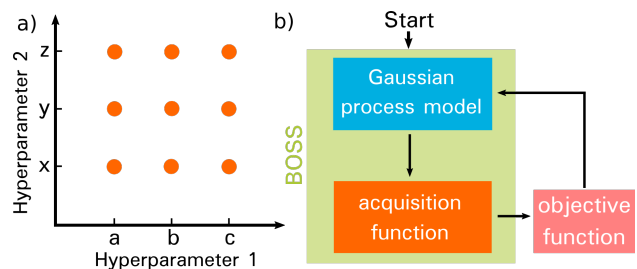 a)
Hyperparameter 2
z
y
x
a b c
Hyperparameter 1
b)
Start
BOSS
Gaussian
process model
acquisition
function
objective
function